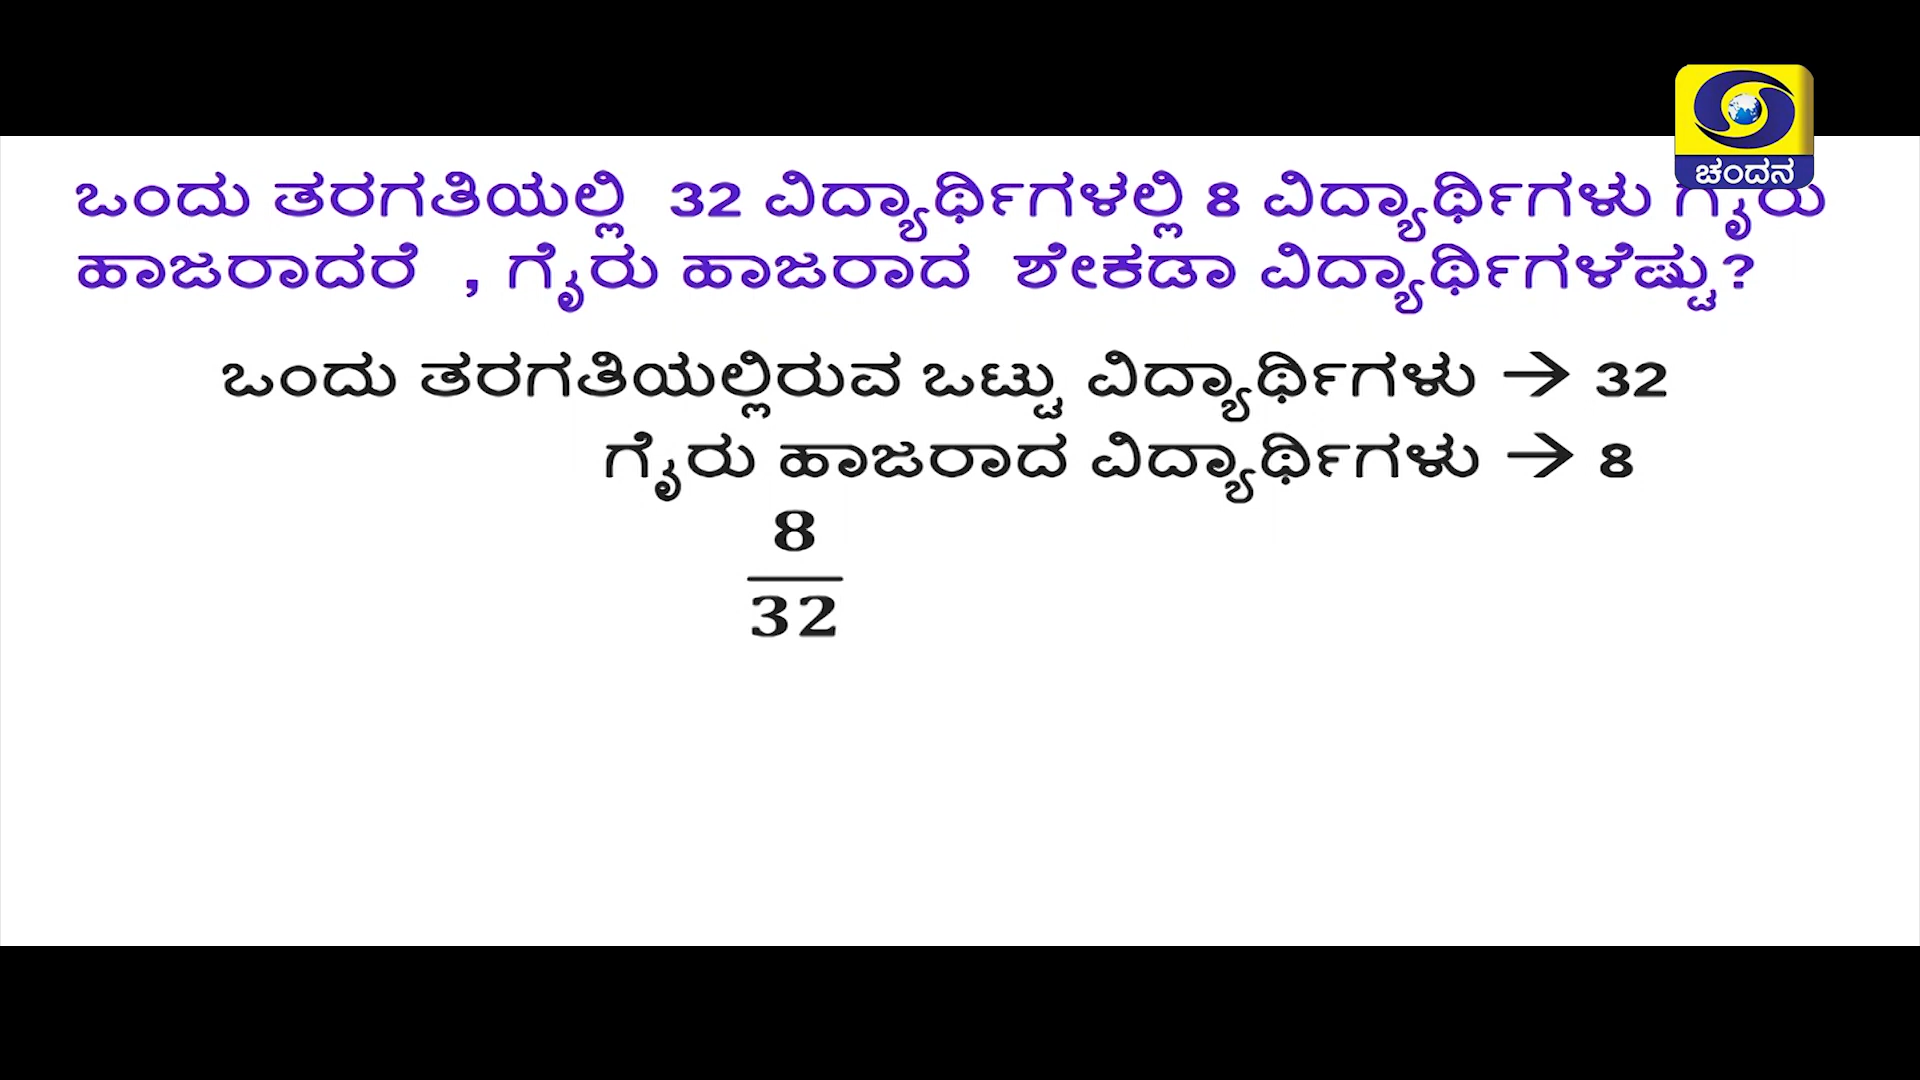 ಚಂದನ
ಒಂದು ತರಗತಿಯಲ್ಲಿ 32 ವಿದ್ಯಾರ್ಥಿಗಳಲ್ಲಿ 8 ವಿದ್ಯಾರ್ಥಿಗಳು ಗೈರು
ಹಾಜರಾದರೆ , ಗೈರು ಹಾಜರಾದ ಶೇಕಡಾ ವಿದ್ಯಾರ್ಥಿಗಳೆಷ್ಟು?
ಒಂದು ತರಗತಿಯಲ್ಲಿರುವ ಒಟ್ಟು ವಿದ್ಯಾರ್ಥಿಗಳು → 32
ಗೈರು ಹಾಜರಾದ ವಿದ್ಯಾರ್ಥಿಗಳು → 8
8
32